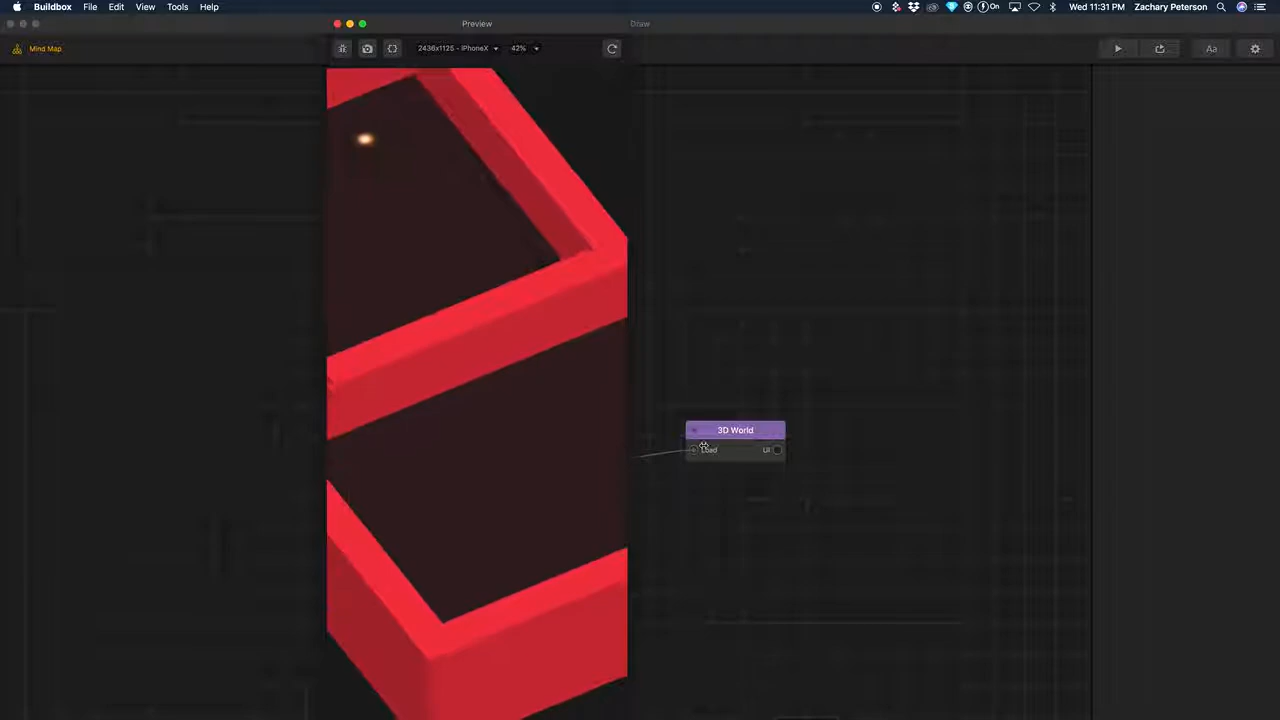 Buildbox File Edit View Tools Help
On Wed 11:31 PM Zachary Peterson
Preview
Draw
Mind Map
2436x1125 - iPhoneX
42%
Aa
3D World
Load
UI